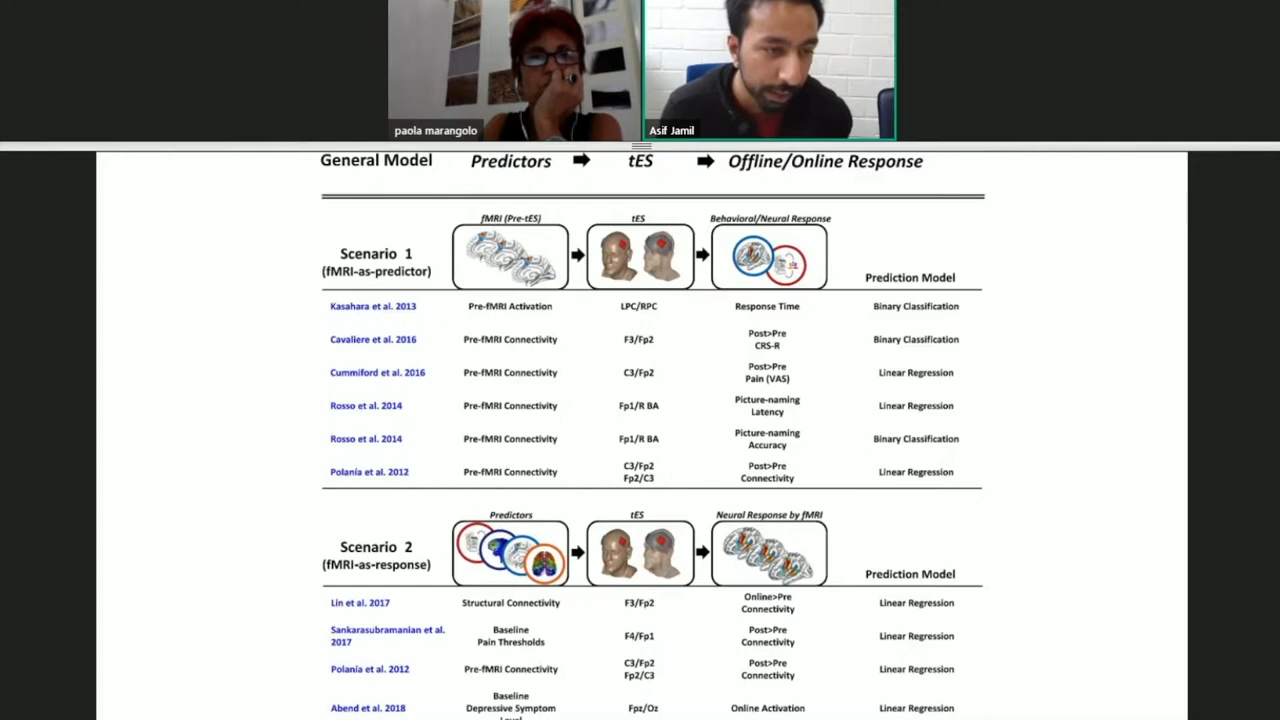 paola marangolo
Asif Jamil
General Model Predictors tES Offline/Online Response
fMRI (Pre-tES) tES Behavioral/Neural Response
Scenario 1
(fMRI-as-predictor)
Prediction Model
Kasahara et al. 2013 Pre-fMRI Activation LPC/RPC Response Time Binary Classification
Cavaliere et al. 2016 Pre-fMRI Connectivity F3/Fp2 Post>Pre Binary Classification
CRS-R
Cummiford et al. 2016 Pre-fMRI Connectivity C3/Fp2 Post>Pre Linear Regression
Pain (VAS)
Rosso et al. 2014 Pre-fMRI Connectivity Fp1/R BA Picture-naming Linear Regression
Latency
Rosso et al. 2014 Pre-fMRI Connectivity Fp1/R BA Picture-naming Binary Classification
Accuracy
Polanía et al. 2012 Pre-fMRI Connectivity C3/Fp2 Post>Pre Linear Regression
Fp2/C3 Connectivity
Predictors tES Neural Response by fMRI
Scenario 2
(fMRI-as-response)
Prediction Model
Lin et al. 2017 Structural Connectivity F3/Fp2 Online>Pre Linear Regression
Connectivity
Sankarasubramanian et al. Baseline F4/Fp1 Post>Pre Linear Regression
2017 Pain Thresholds Connectivity
Polanía et al. 2012 Pre-fMRI Connectivity C3/Fp2 Post>Pre Linear Regression
Fp2/C3 Connectivity
Baseline
Abend et al. 2018 Depressive Symptom Fpz/Oz Online Activation Linear Regression
Level